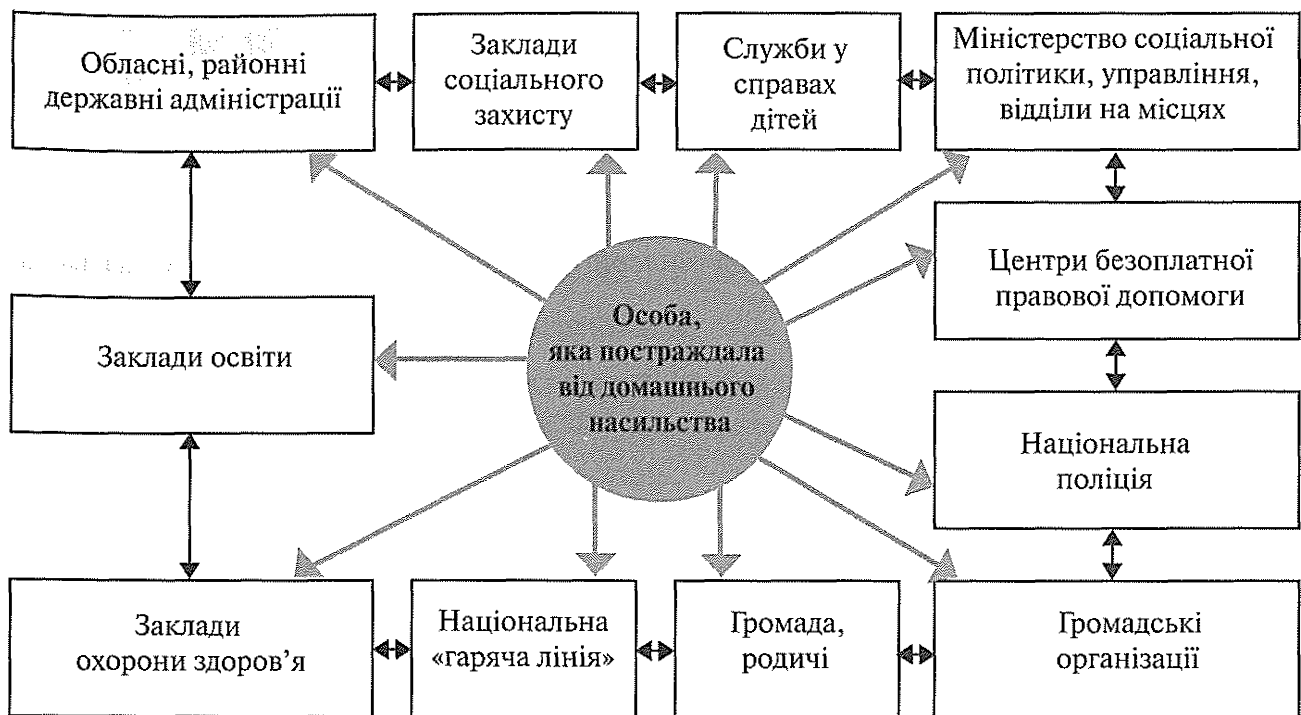 Обласні, районні
державні адміністрації
Заклади
соціального
захисту
Служби у
справах
дітей
Міністерство соціальної
політики, управління,
відділи на місцях
Центри безоплатної
правової допомоги
Особа,
яка постраждала
від домашнього
насильства
Заклади освіти
Національна
поліція
Заклади
охорони здоров’я
Національна
«гаряча лінія»
Громада,
родичі
Громадські
організації